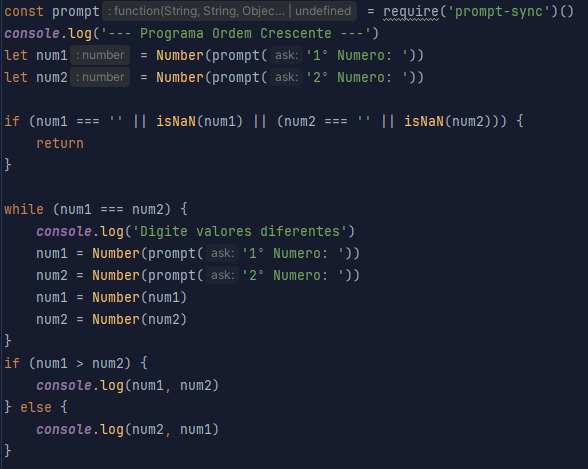 const prompt : function(String, String, Objec... | undefined = require('prompt-sync')()
console.log('--- Programa Ordem Crescente ---')
let num1 : number = Number(prompt( ask: '1° Numero: '))
let num2 : number = Number(prompt( ask: '2° Numero: '))
if (num1 === '' || isNaN(num1) || (num2 === '' || isNaN(num2))) {
return
}
while (num1 === num2) {
console.log('Digite valores diferentes')
num1 = Number(prompt( ask: '1° Numero: '))
num2 = Number(prompt( ask: '2° Numero: '))
num1 = Number(num1)
num2 = Number(num2)
}
if (num1 > num2) {
console.log(num1, num2)
} else {
console.log(num2, num1)
}